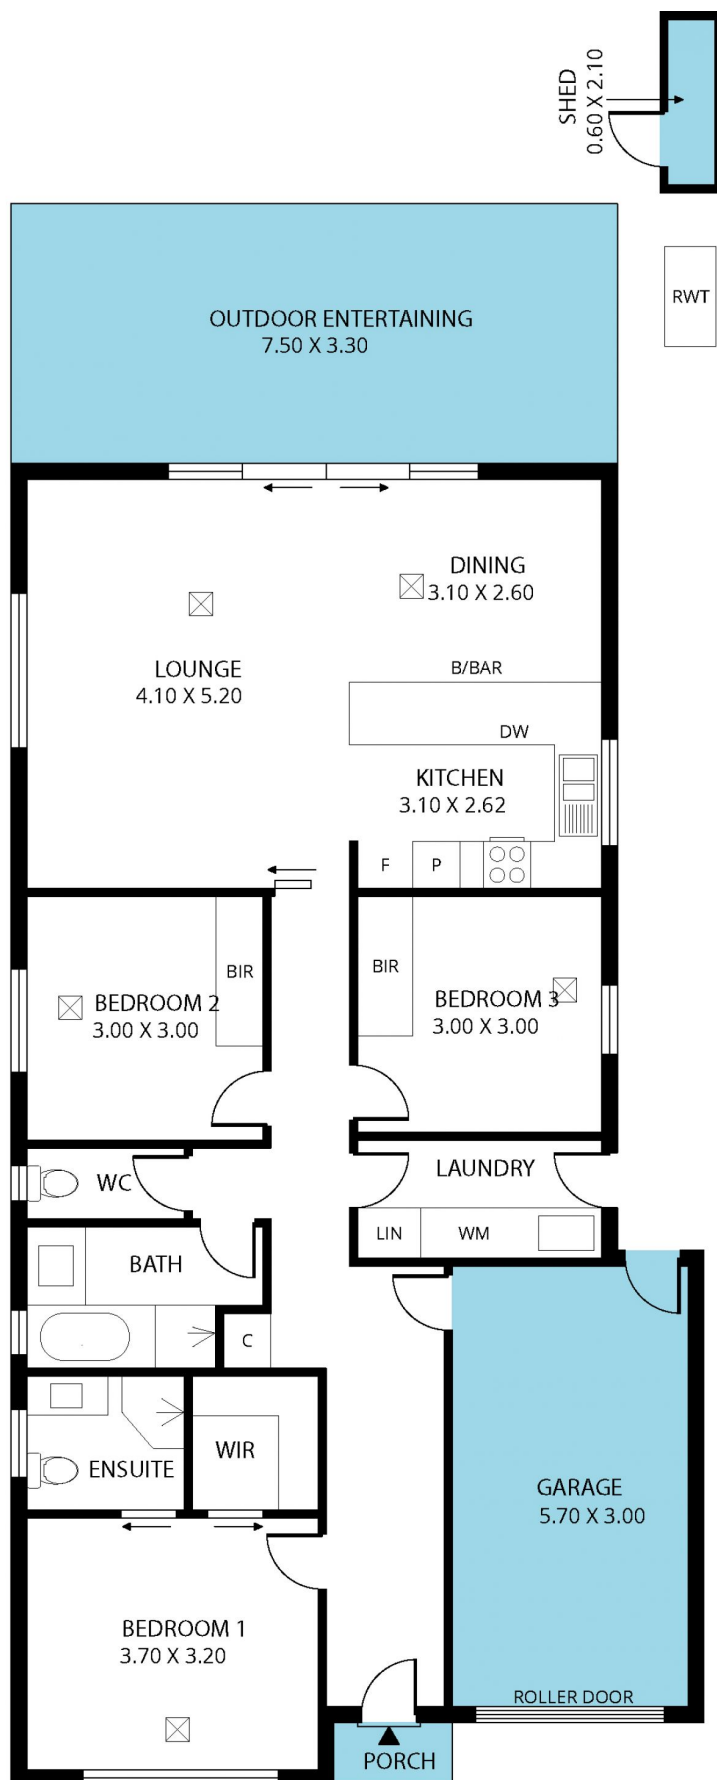 SHED
0.60 X 2.10
RWT
OUTDOOR ENTERTAINING
7.50 X 3.30
DINING
3.10 X 2.60
LOUNGE
4.10 X 5.20
B/BAR
DW
KITCHEN
3.10 X 2.62
F
P
BIR
BEDROOM 2
3.00 X 3.00
BIR
BEDROOM 3
3.00 X 3.00
WC
LAUNDRY
LIN
WM
BATH
C
ENSUITE
WIR
GARAGE
5.70 X 3.00
BEDROOM 1
3.70 X 3.20
ROLLER DOOR
PORCH